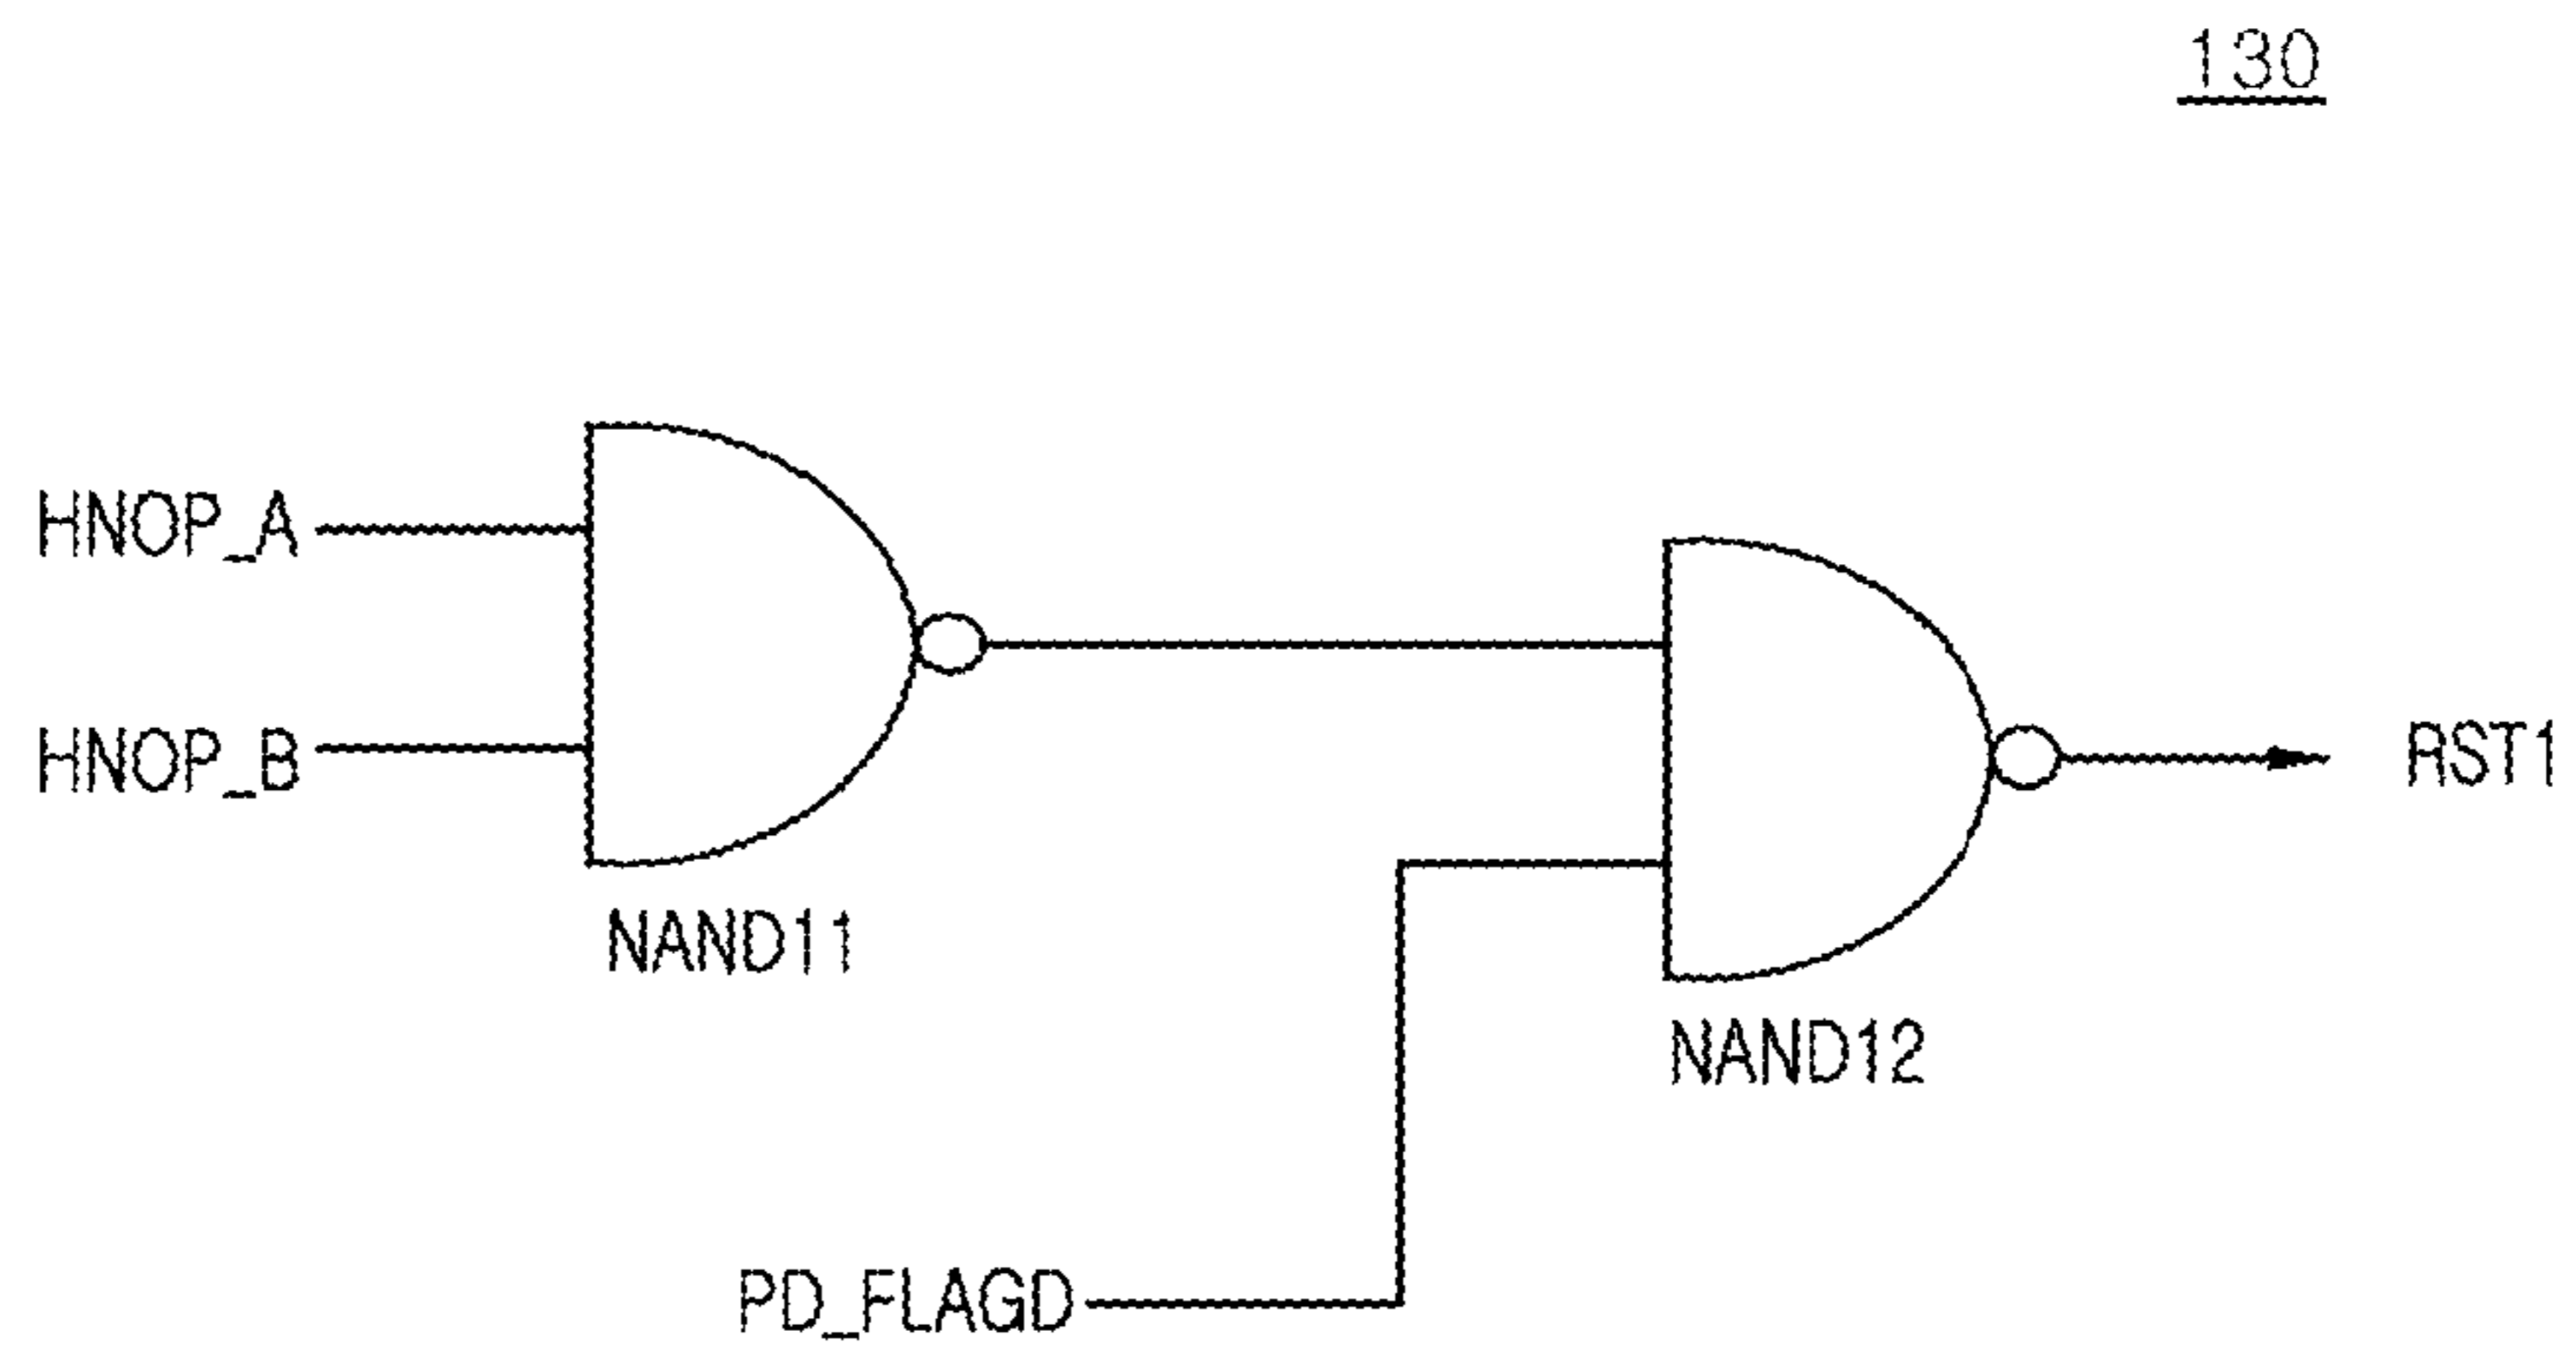 130
HNOP_A
HNOP_B
RST1
NAND11
NAND12
PD_FLAGD